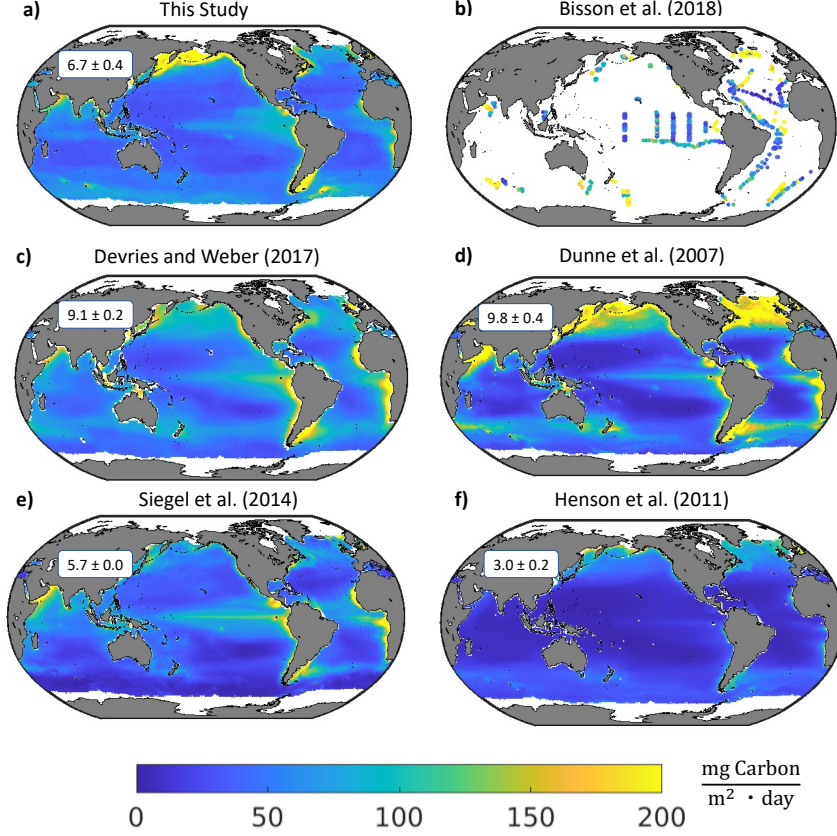 a) This Study
6.7 ± 0.4
b) Bisson et al. (2018)
c) Devries and Weber (2017)
9.1 ± 0.2
d) Dunne et al. (2007)
9.8 ± 0.4
e) Siegel et al. (2014)
5.7 ± 0.0
f) Henson et al. (2011)
3.0 ± 0.2
0 50 100 150 200
mg Carbon
m² · day